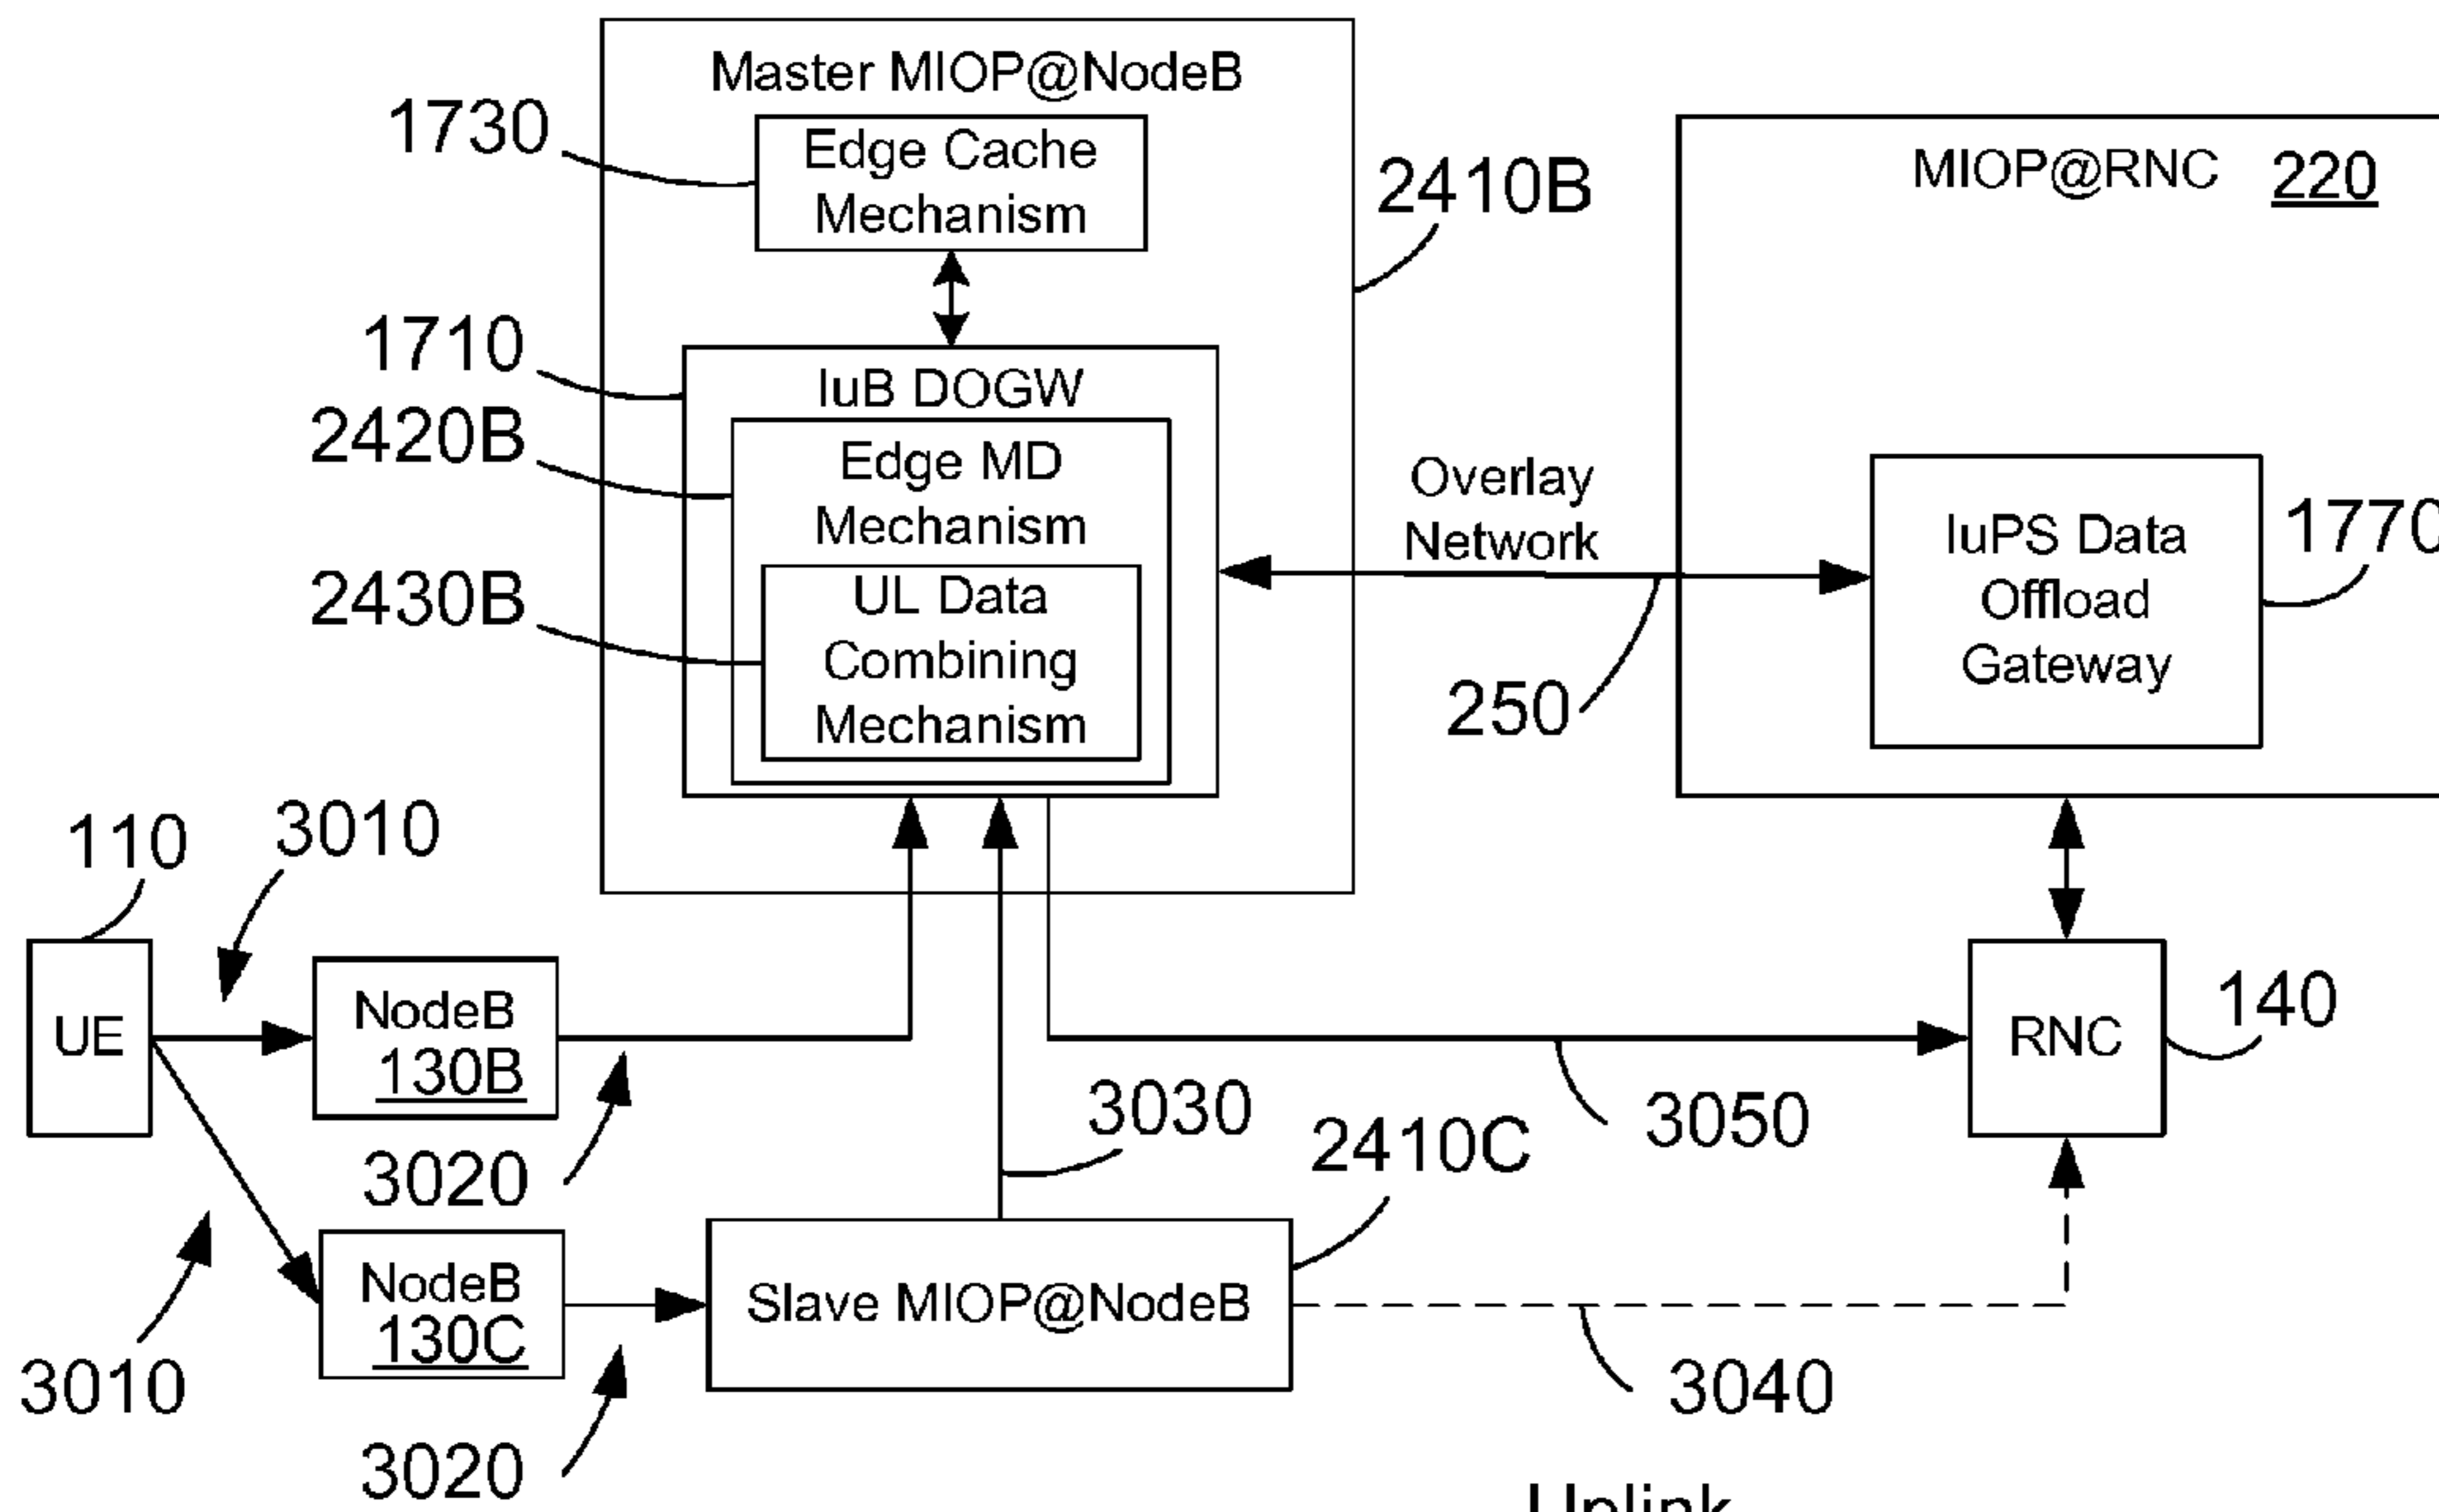 Master MIOP@NodeB
1730
Edge Cache
Mechanism
2410B
MIOP@RNC 220
1710
IuB DOGW
2420B
Edge MD
Mechanism
2430B
UL Data
Combining
Mechanism
Overlay
Network
250
IuPS Data
Offload
Gateway
1770
110
3010
UE
NodeB
130B
3020
3030
2410C
3050
RNC
140
3010
NodeB
130C
3020
Slave MIOP@NodeB
3040
Uplink